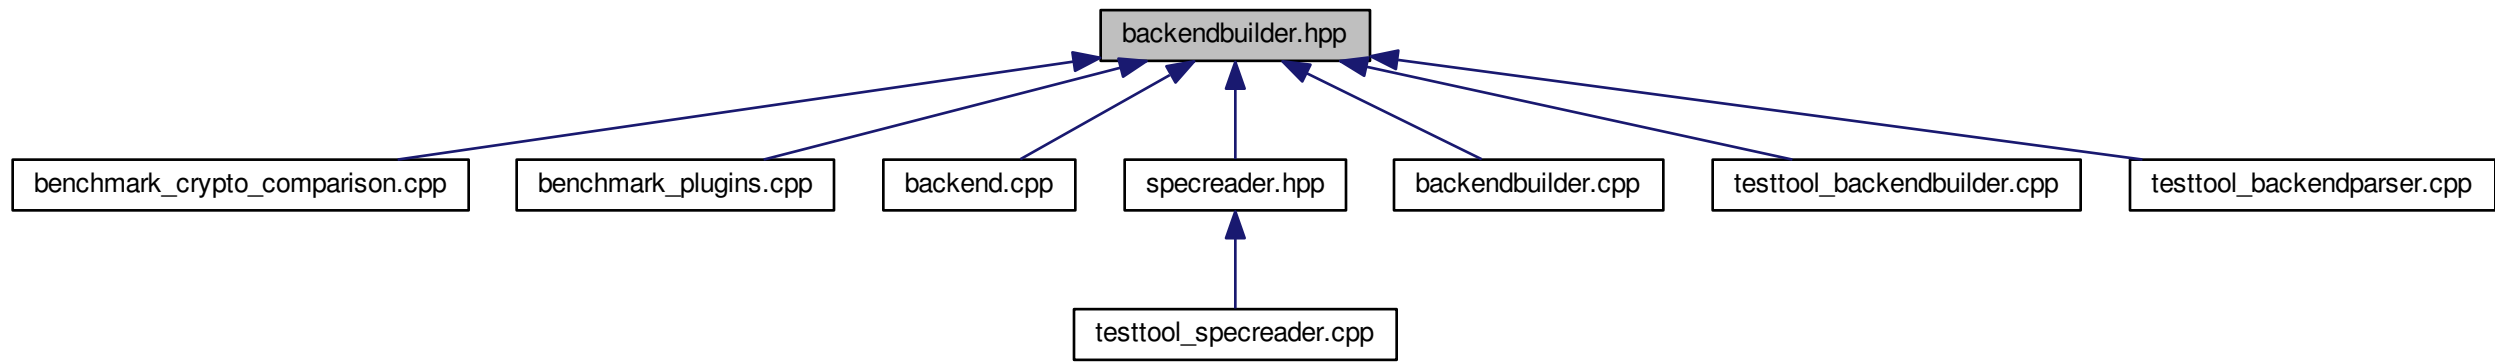 backendbuilder.hpp
benchmark_crypto_comparison.cpp
benchmark_plugins.cpp
backend.cpp
specreader.hpp
backendbuilder.cpp
testtool_backendbuilder.cpp
testtool_backendparser.cpp
testtool_specreader.cpp